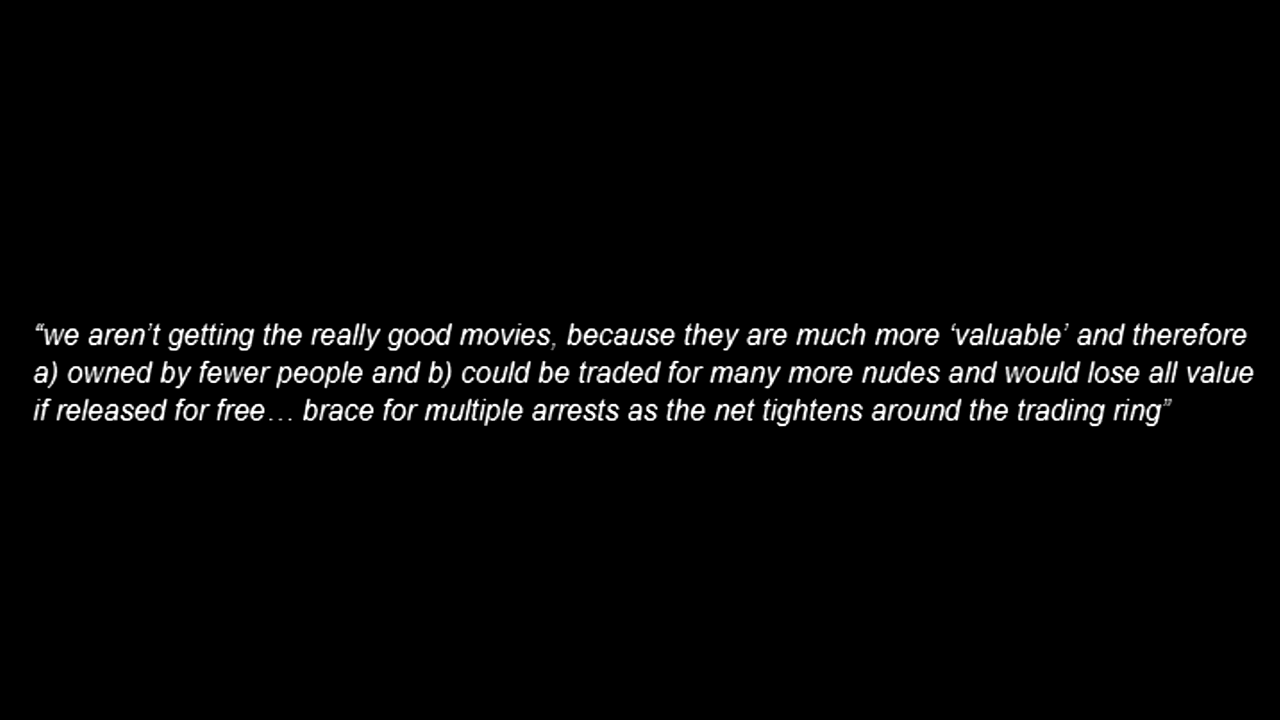 “we aren’t getting the really good movies, because they are much more ‘valuable’ and therefore
a) owned by fewer people and b) could be traded for many more nudes and would lose all value
if released for free… brace for multiple arrests as the net tightens around the trading ring”